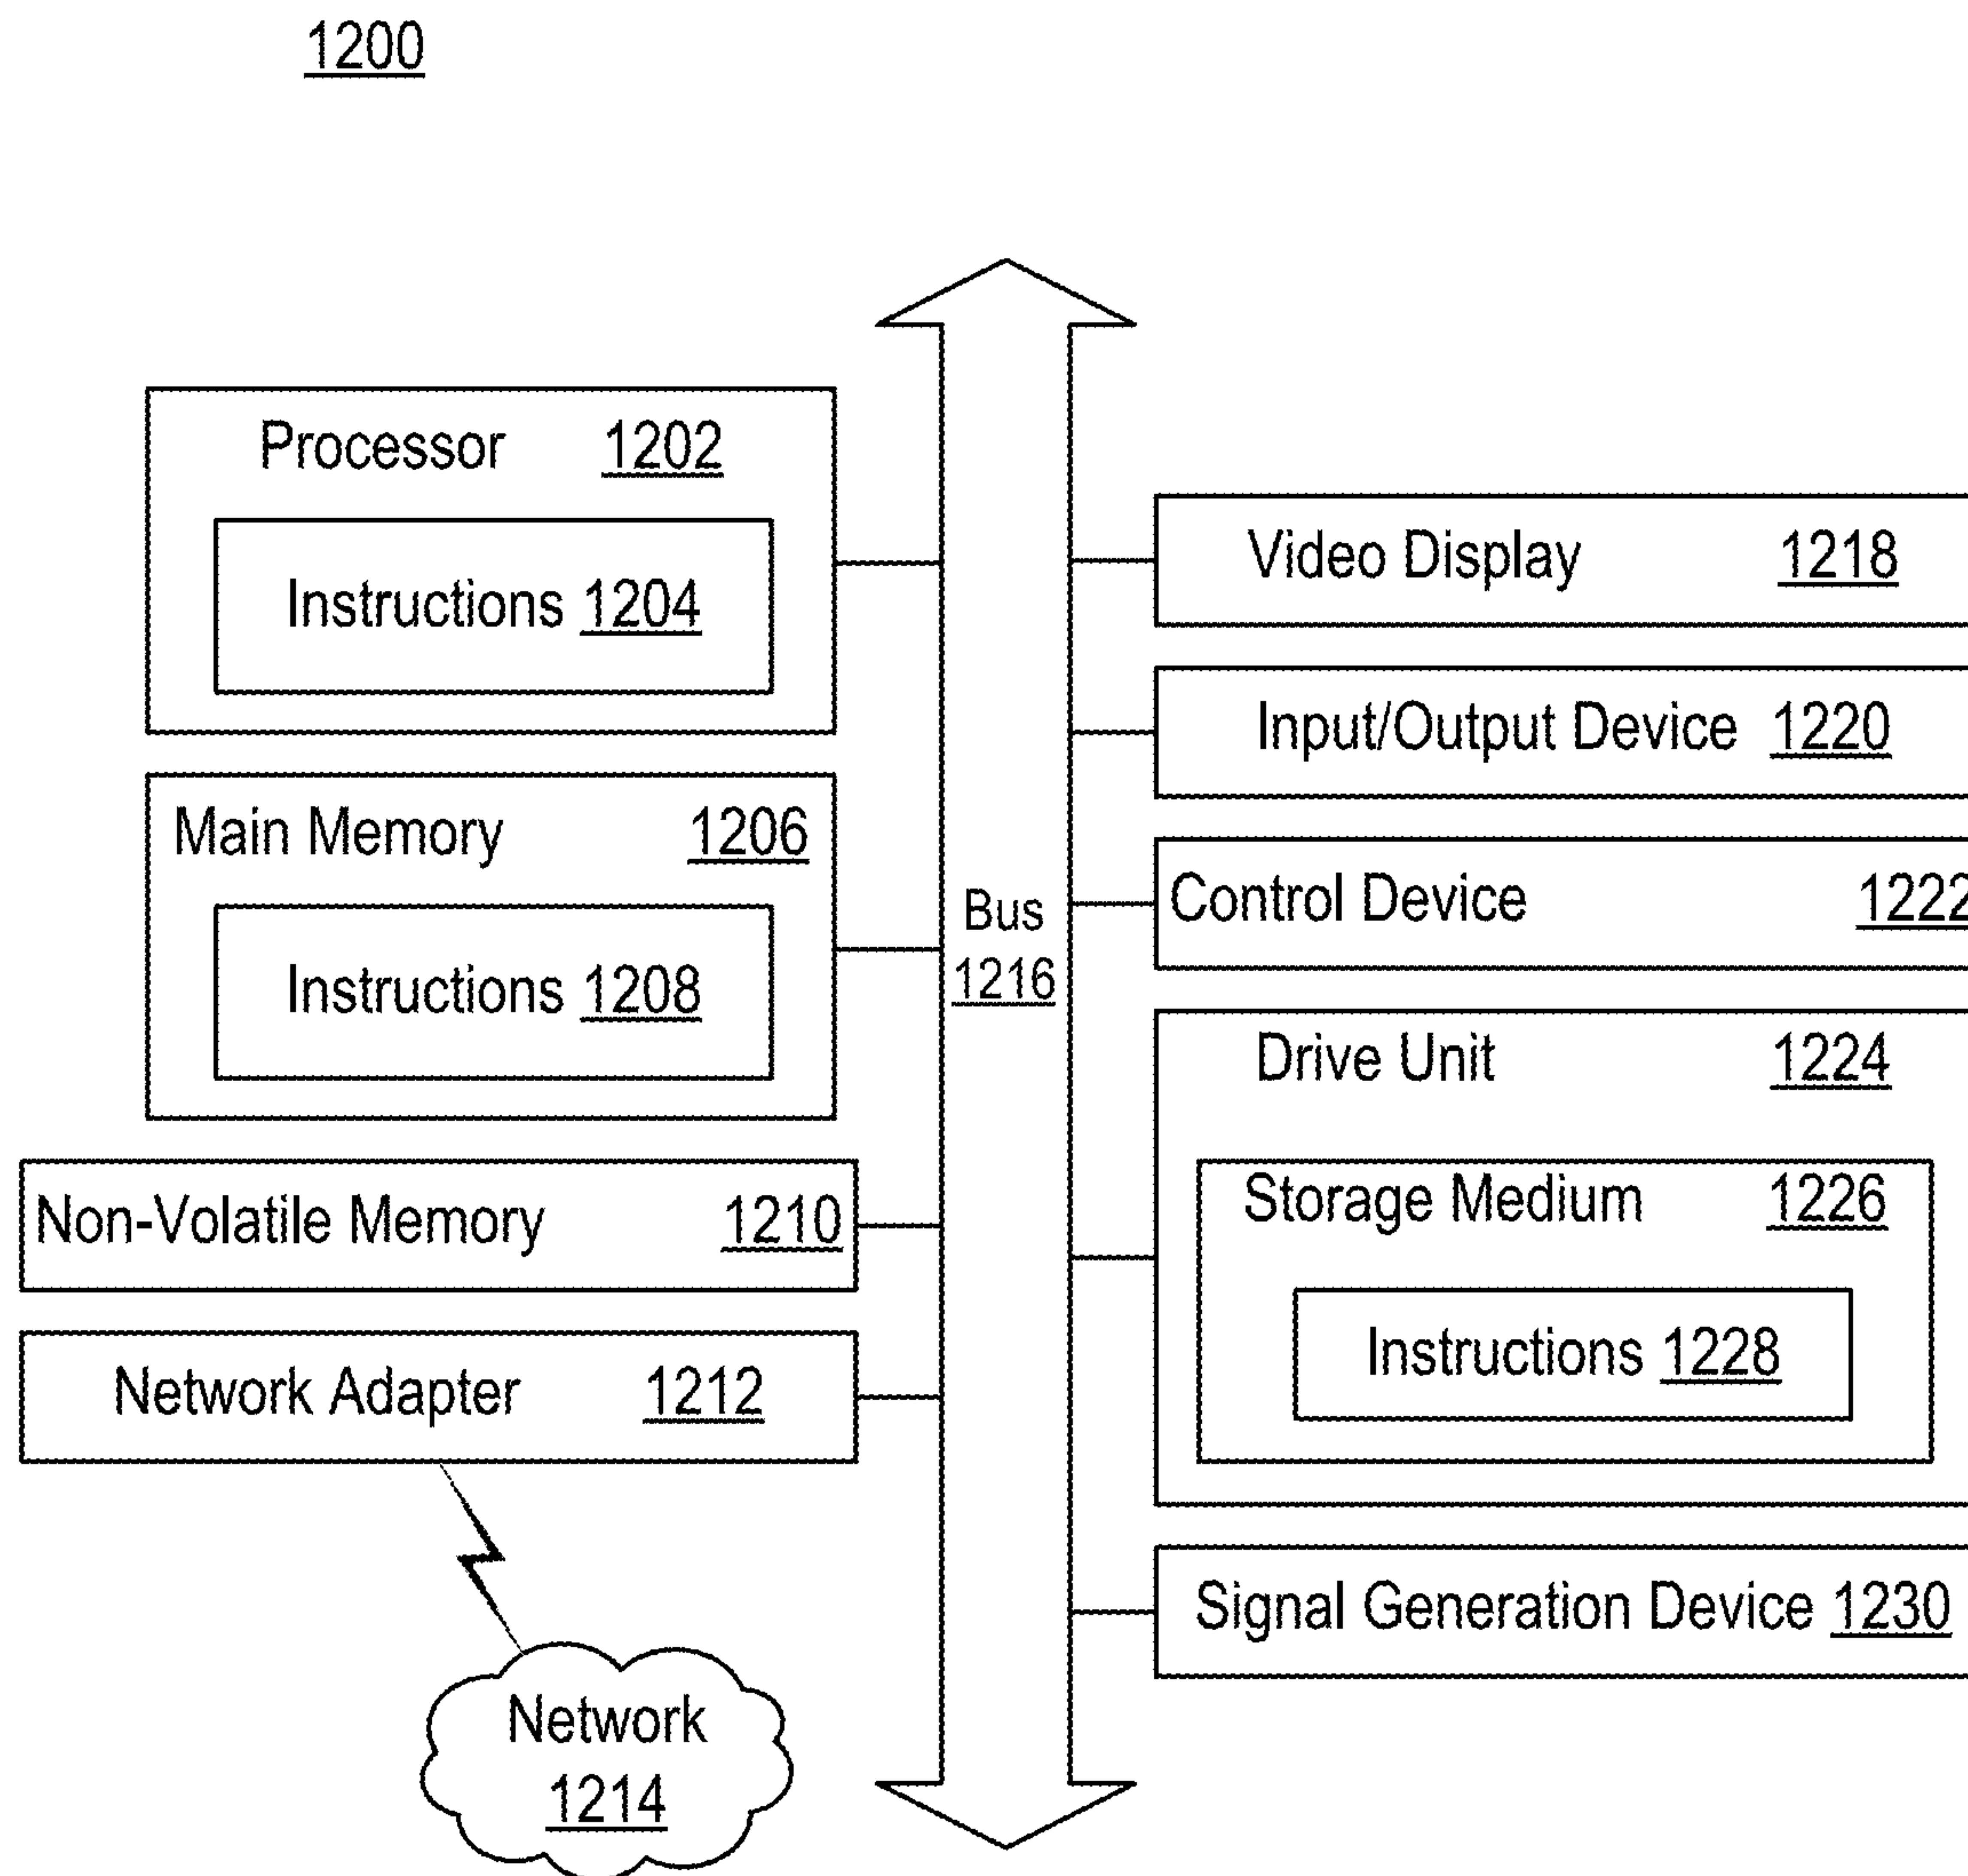 1200
Processor 1202
Instructions 1204
Main Memory 1206
Instructions 1208
Non-Volatile Memory 1210
Network Adapter 1212
Network
1214
Bus
1216
Video Display 1218
Input/Output Device 1220
Control Device 1222
Drive Unit 1224
Storage Medium 1226
Instructions 1228
Signal Generation Device 1230